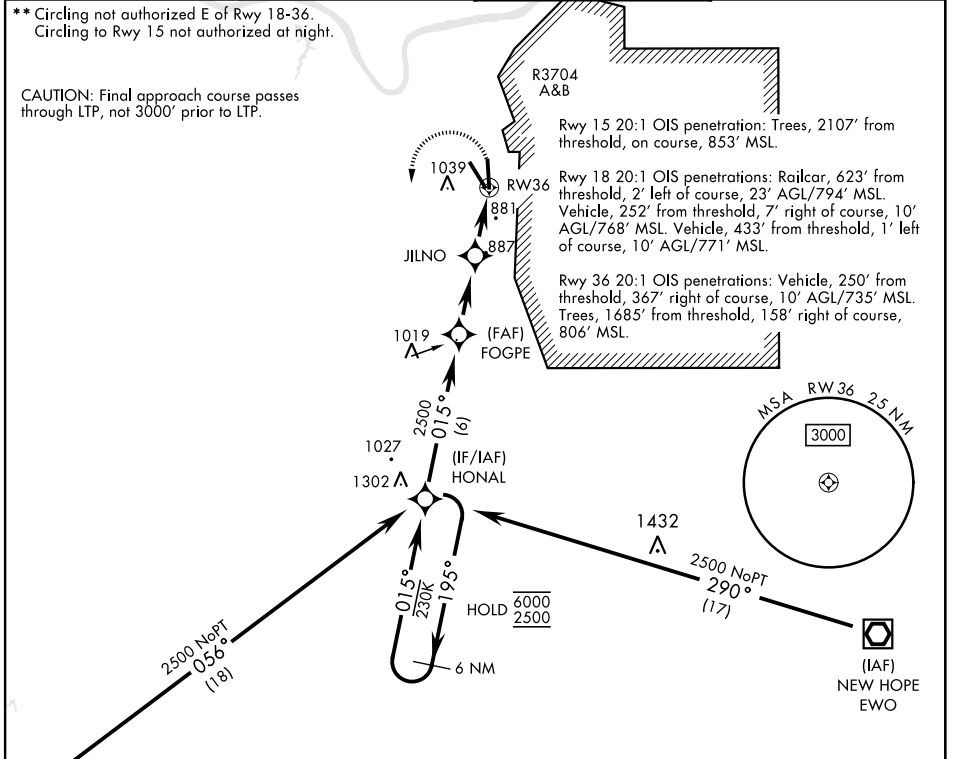 ** Circling not authorized E of Rwy 18-36.
Circling to Rwy 15 not authorized at night.
CAUTION: Final approach course passes
through LTP, not 3000' prior to LTP.
R3704
A&B
Rwy 15 20:1 OIS penetration: Trees, 2107' from
threshold, on course, 853' MSL.
Rwy 18 20:1 OIS penetrations: Railcar, 623' from
threshold, 2' left of course, 23' AGL/794' MSL.
Vehicle, 252' from threshold, 7' right of course, 10'
AGL/768' MSL. Vehicle, 433' from threshold, 1' left
of course, 10' AGL/771' MSL.
Rwy 36 20:1 OIS penetrations: Vehicle, 250' from
threshold, 367' right of course, 10' AGL/735' MSL.
Trees, 1685' from threshold, 158' right of course,
806' MSL.
1039
RW36
881
JILNO
887
1019
(FAF)
FOGPE
2500
015°
(6)
1027
1302
(IF/IAF)
HONAL
MSA RW36 25 NM
3000
1432
2500 NoPT
290°
(17)
015°
230K
195°
HOLD
6000
2500
6 NM
2500 NoPT
056°
(18)
(IAF)
NEW HOPE
EWO